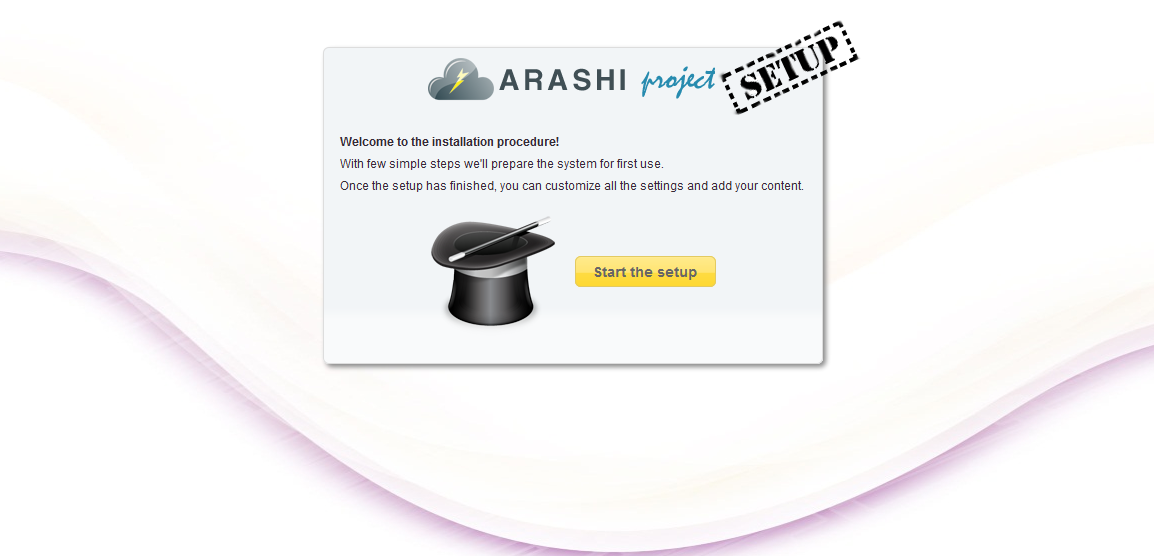 ARASHI project
SETUP
Welcome to the installation procedure!
With few simple steps we'll prepare the system for first use.
Once the setup has finished, you can customize all the settings and add your content.
Start the setup